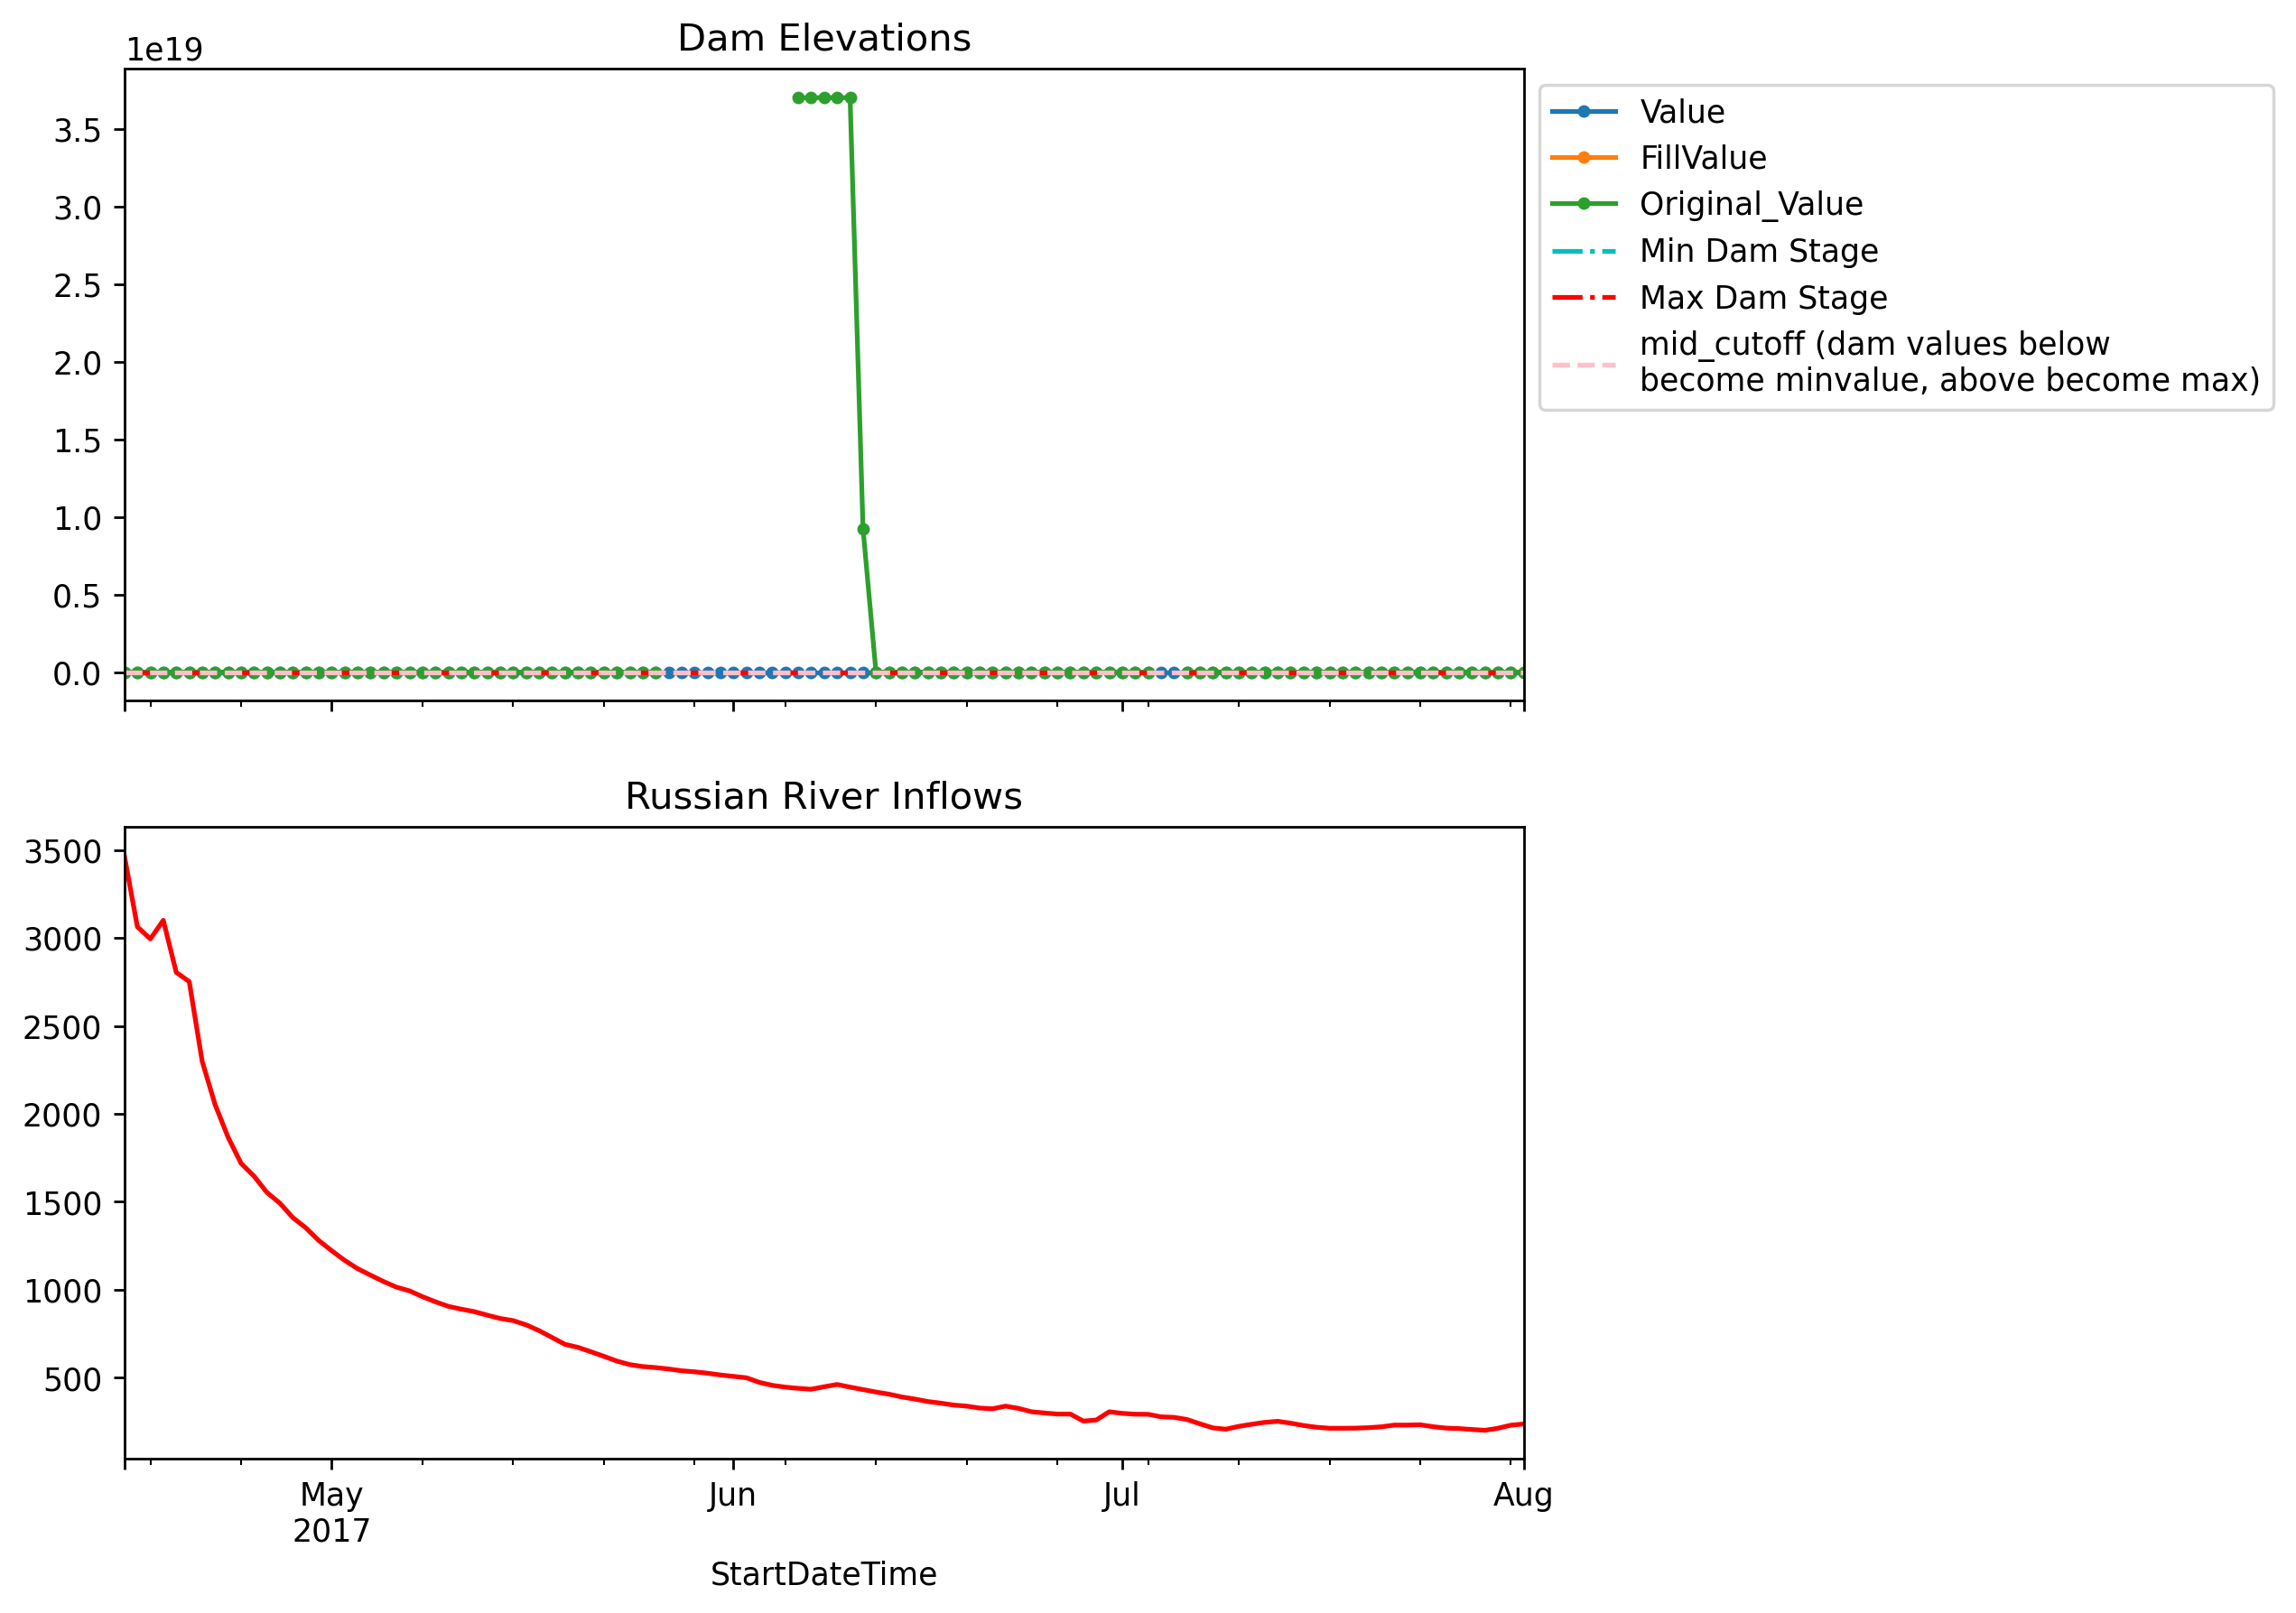 Dam Elevations
1e19
3.5
3.0
2.5
2.0
1.5
1.0
0.5
0.0
Value
FillValue
Original_Value
Min Dam Stage
Max Dam Stage
mid_cutoff (dam values below
become minvalue, above become max)
Russian River Inflows
3500
3000
2500
2000
1500
1000
500
May
2017
Jun
Jul
Aug
StartDateTime